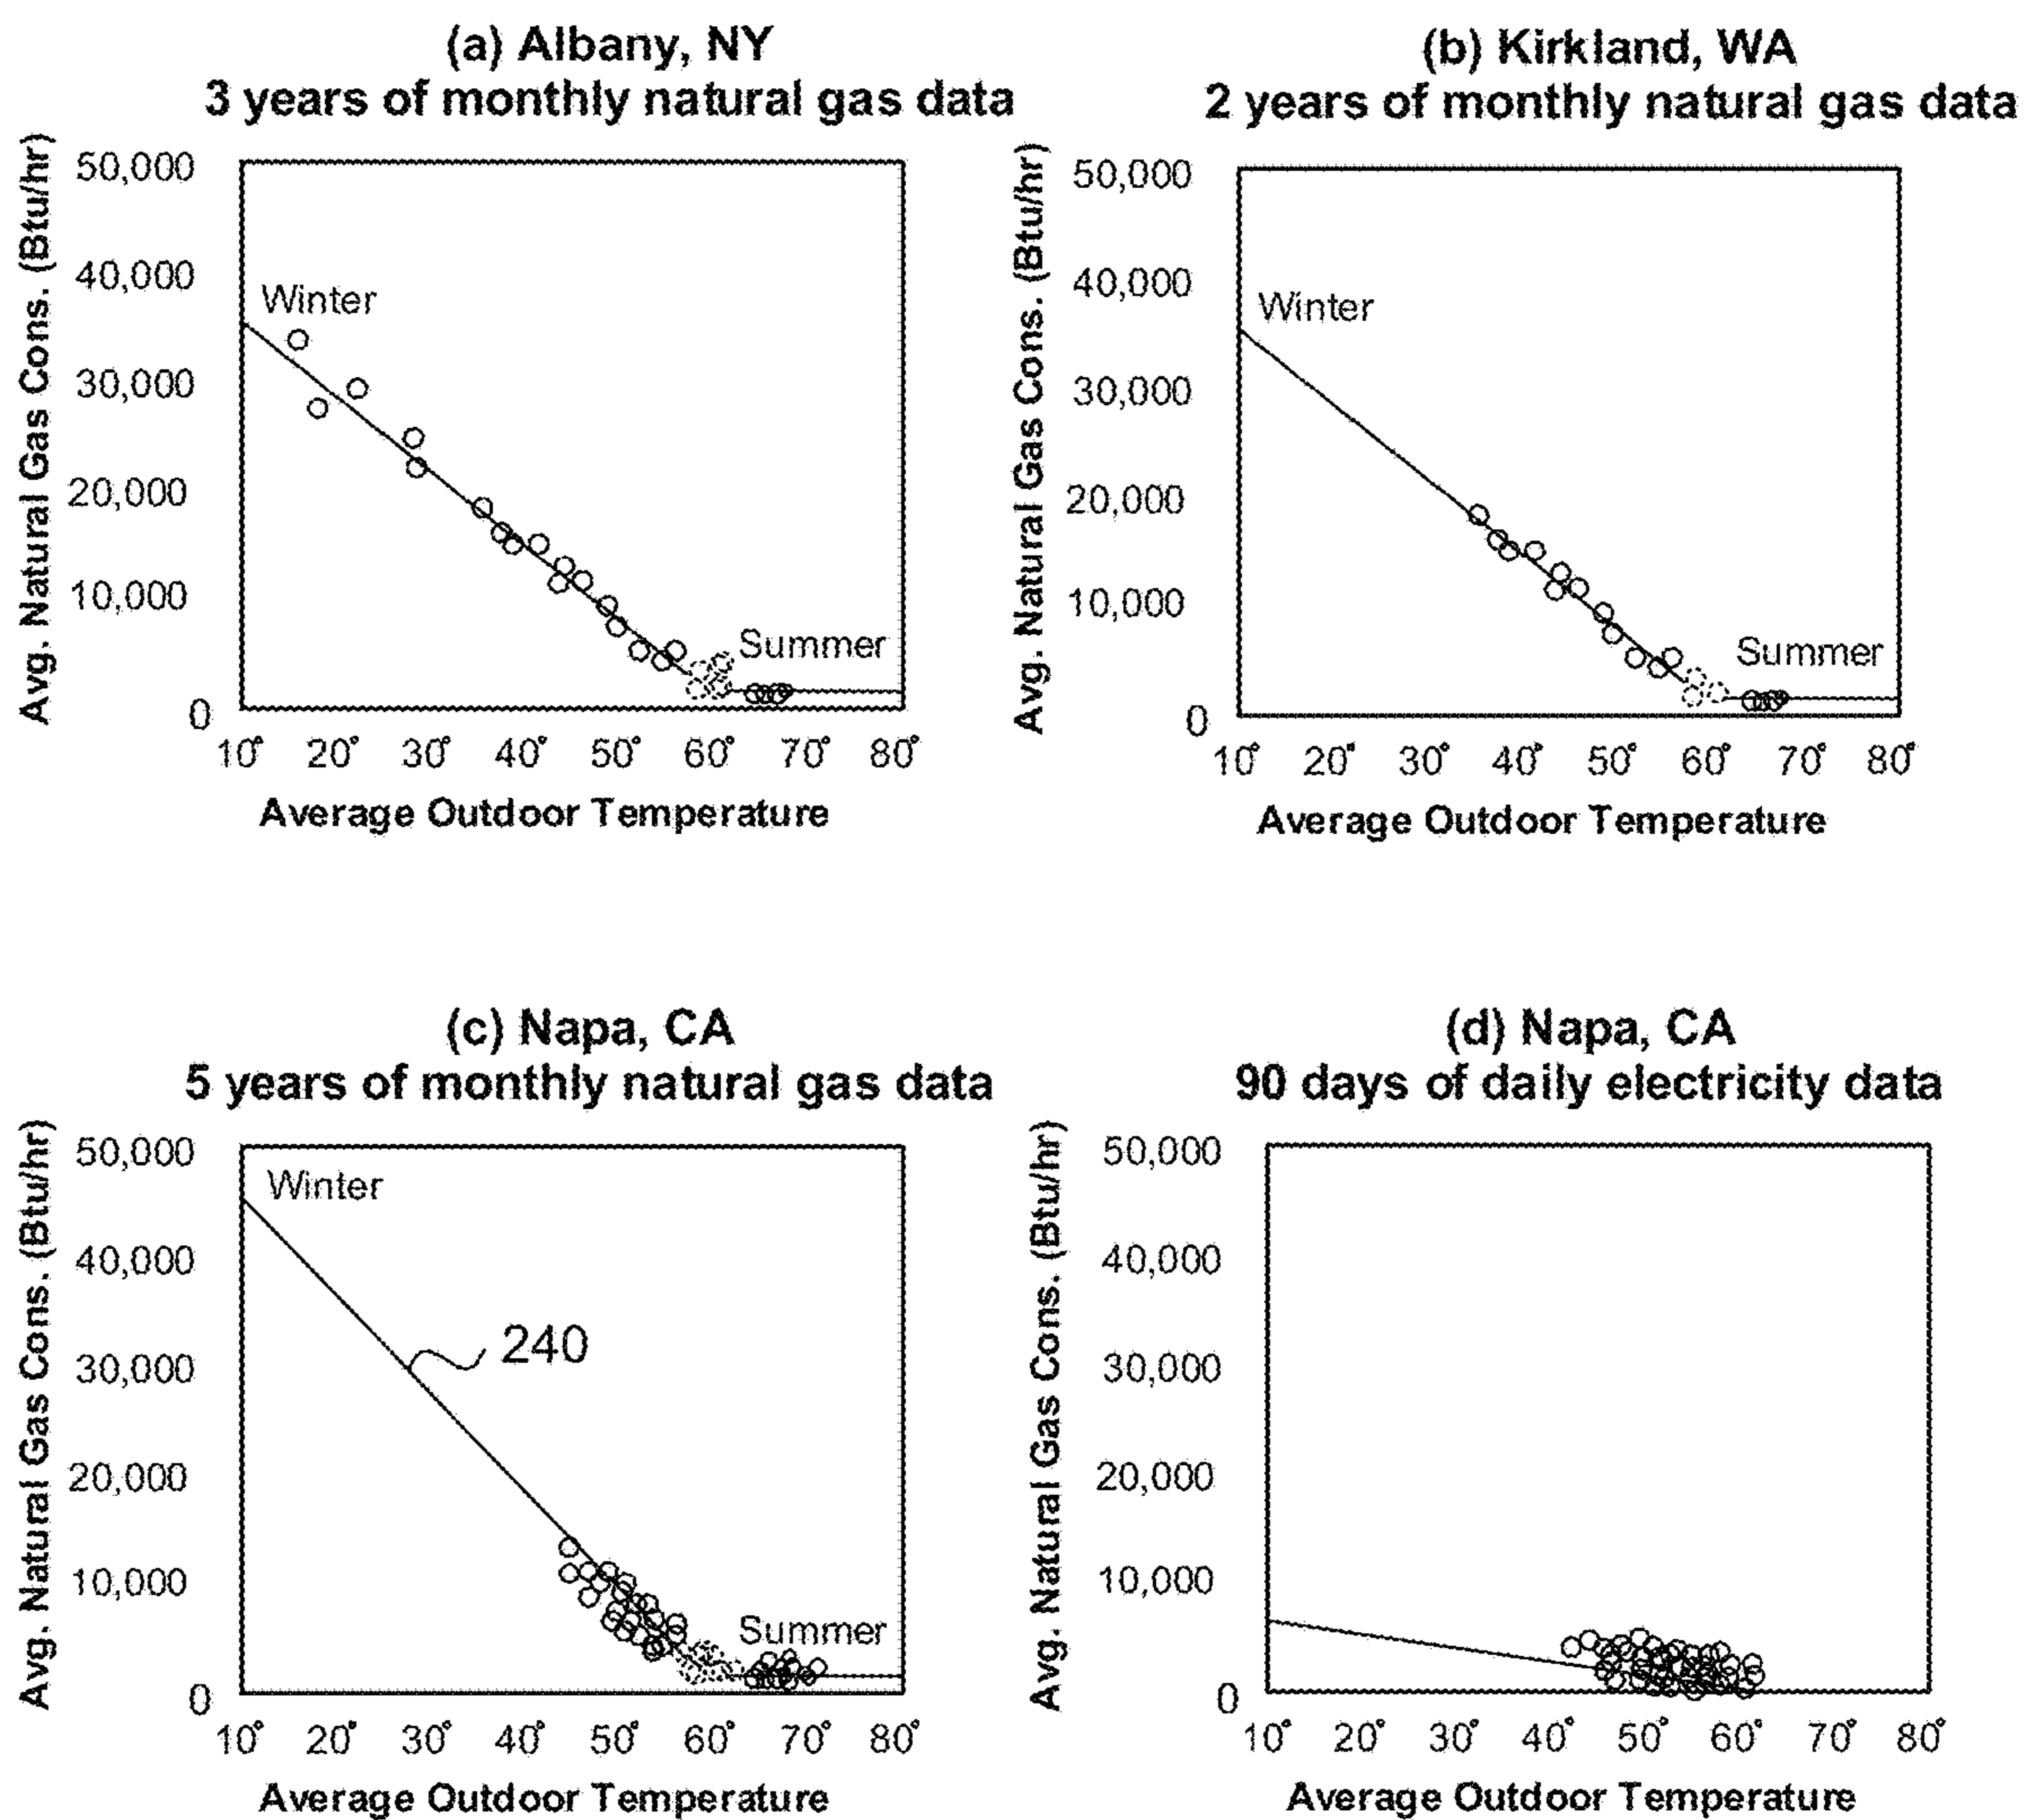 (a) Albany, NY
3 years of monthly natural gas data
Avg. Natural Gas Cons. (Btu/hr)
50,000
40,000
30,000
20,000
10,000
0
Winter
Summer
10° 20° 30° 40° 50° 60° 70° 80°
Average Outdoor Temperature
(b) Kirkland, WA
2 years of monthly natural gas data
Avg. Natural Gas Cons. (Btu/hr)
50,000
40,000
30,000
20,000
10,000
0
Winter
Summer
10° 20° 30° 40° 50° 60° 70° 80°
Average Outdoor Temperature
(c) Napa, CA
5 years of monthly natural gas data
Avg. Natural Gas Cons. (Btu/hr)
50,000
40,000
30,000
20,000
10,000
0
Winter
240
Summer
10° 20° 30° 40° 50° 60° 70° 80°
Average Outdoor Temperature
(d) Napa, CA
90 days of daily electricity data
Avg. Natural Gas Cons. (Btu/hr)
50,000
40,000
30,000
20,000
10,000
0
10° 20° 30° 40° 50° 60° 70° 80°
Average Outdoor Temperature